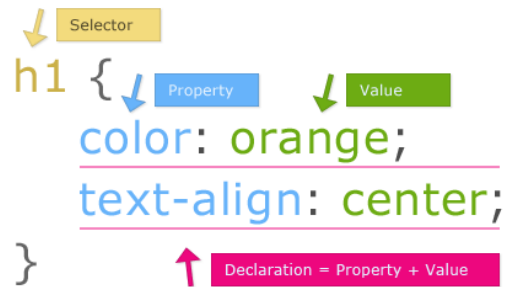 Selector
h1 {
Property
Value
color: orange;
text-align: center;
}
Declaration = Property + Value